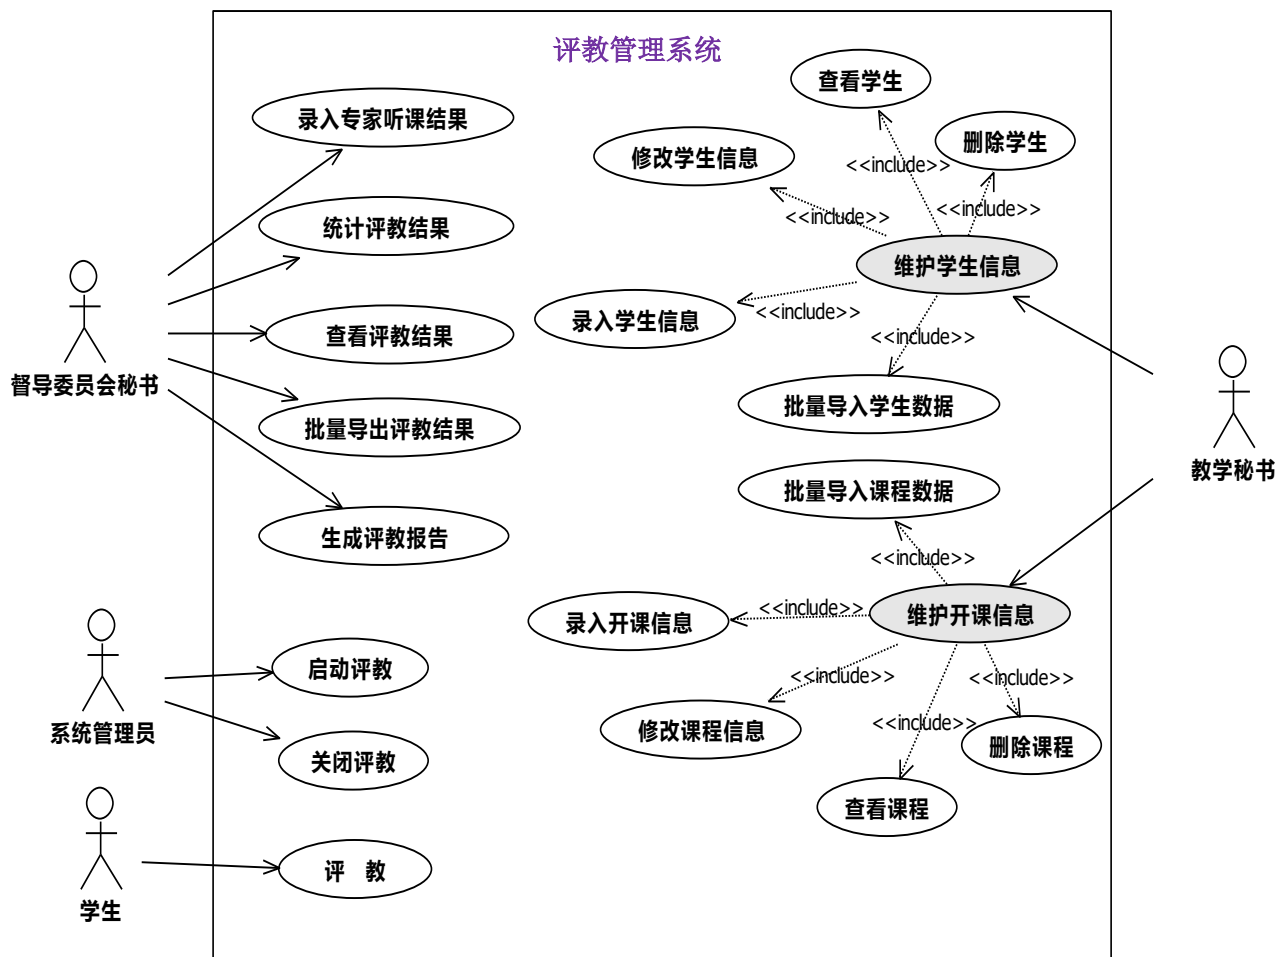 评教管理系统
查看学生
录入专家听课结果
删除学生
修改学生信息
<<include>>
<<include>>
<<include>>
统计评教结果
维护学生信息
<<include>>
录入学生信息
查看评教结果
<<include>>
督导委员会秘书
批量导入学生数据
批量导出评教结果
教学秘书
批量导入课程数据
生成评教报告
<<include>>
<<include>>
维护开课信息
录入开课信息
启动评教
<<include>>
<<include>>
系统管理员
修改课程信息
<<include>>
删除课程
关闭评教
查看课程
评 教
学生